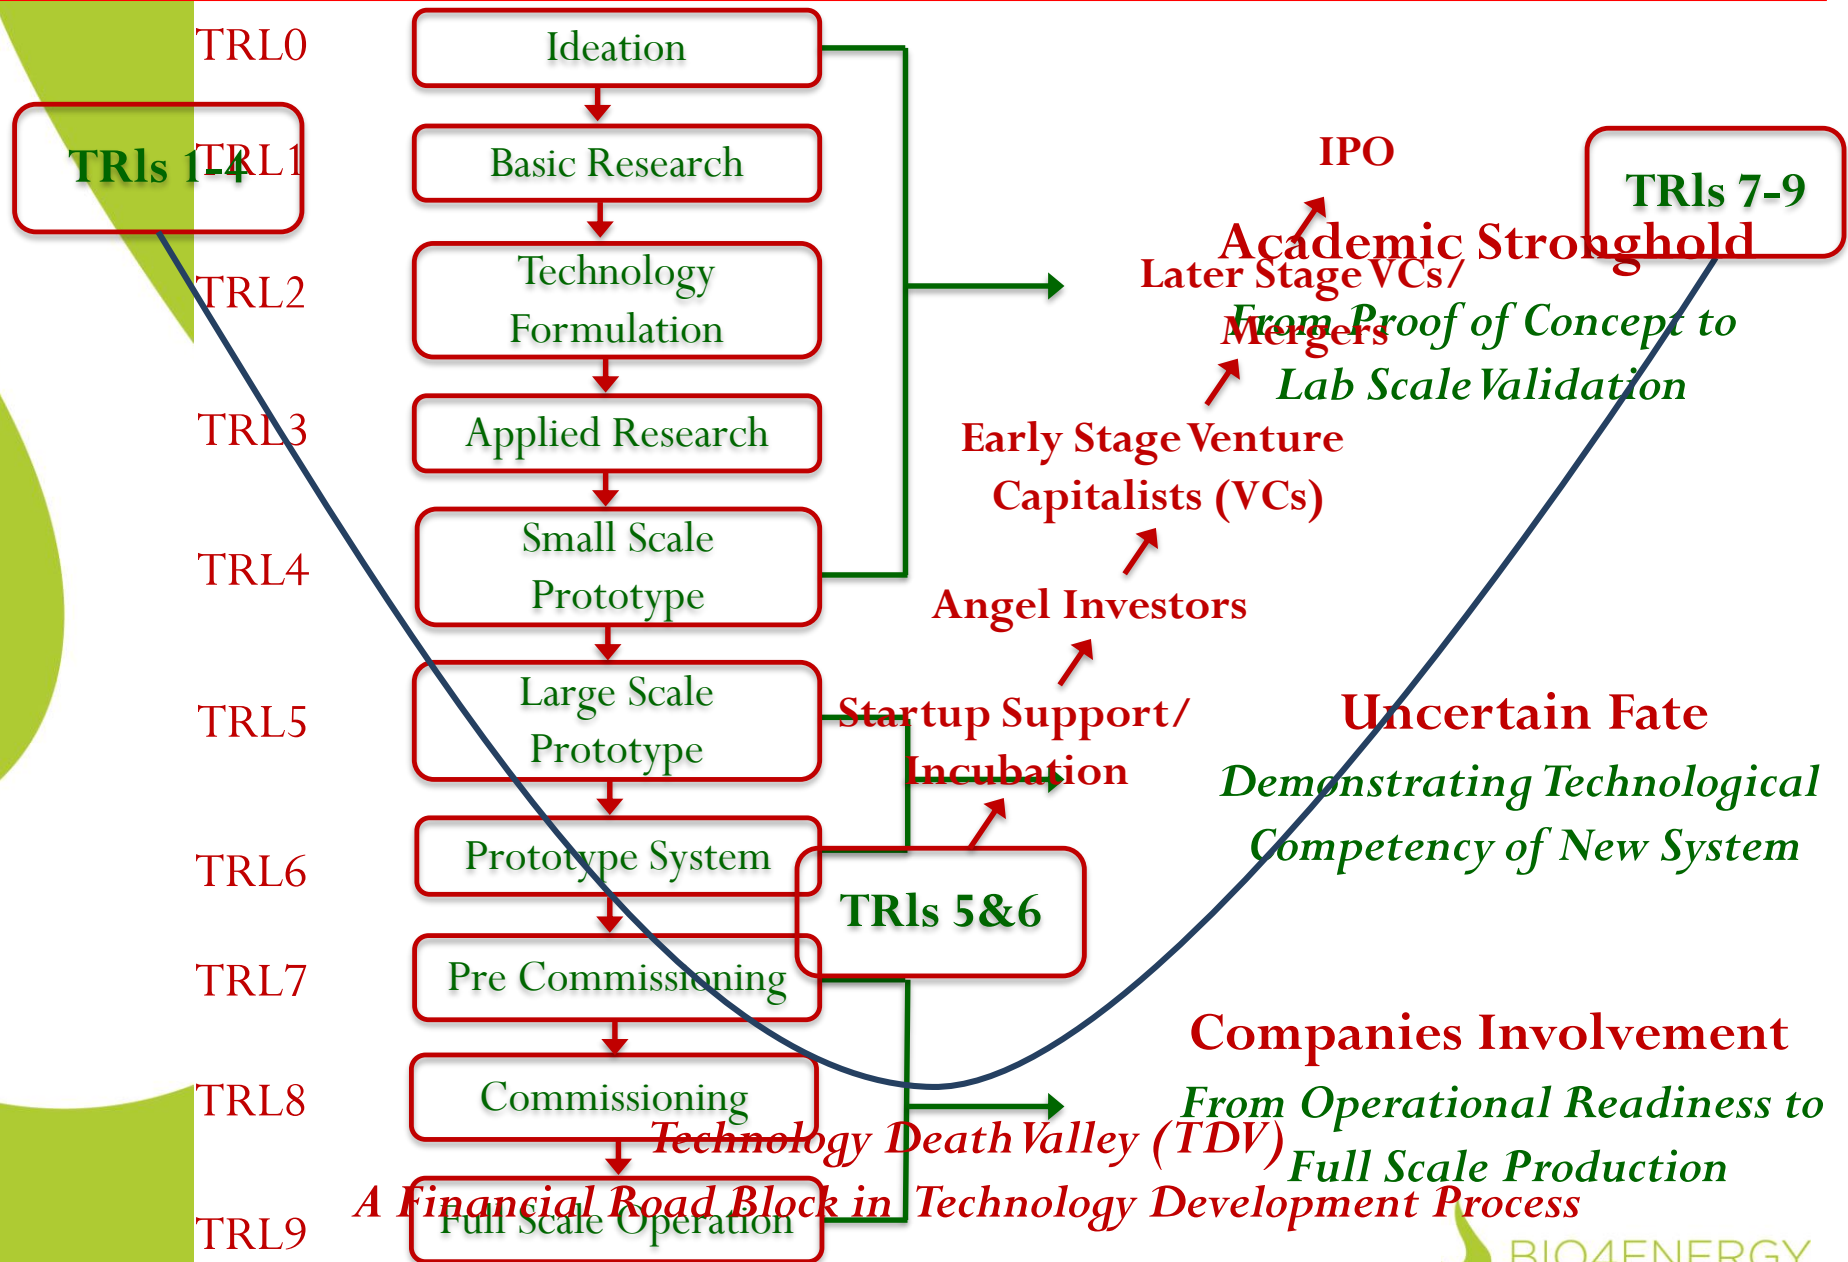 TRL0
Ideation
TRls 1-4
TRL1
Basic Research
IPO
TRls 7-9
Academic Stronghold
TRL2
Technology
Formulation
Later Stage VCs/
Mergers
From Proof of Concept to
Lab Scale Validation
TRL3
Applied Research
Early Stage Venture
Capitalists (VCs)
TRL4
Small Scale
Prototype
Angel Investors
TRL5
Large Scale
Prototype
Startup Support/
Incubation
Uncertain Fate
Demonstrating Technological
Competency of New System
TRL6
Prototype System
TRls 5&6
TRL7
Pre Commissioning
Companies Involvement
TRL8
Commissioning
From Operational Readiness to
Full Scale Production
Technology Death Valley (TDV)
A Financial Road Block in Technology Development Process
TRL9
Full Scale Operation
BIO4ENERGY